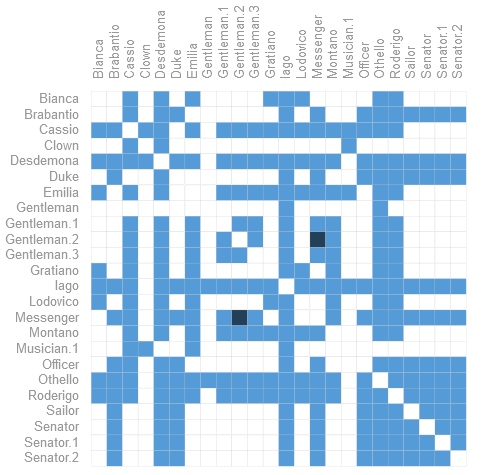 Bianca
Brabantio
Cassio
Clown
Desdemona
Duke
Emilia
Gentleman
Gentleman.1
Gentleman.2
Gentleman.3
Gratiano
Iago
Lodovico
Messenger
Montano
Musician.1
Officer
Othello
Roderigo
Sailor
Senator
Senator.1
Senator.2
Bianca
Brabantio
Cassio
Clown
Desdemona
Duke
Emilia
Gentleman
Gentleman.1
Gentleman.2
Gentleman.3
Gratiano
Iago
Lodovico
Messenger
Montano
Musician.1
Officer
Othello
Roderigo
Sailor
Senator
Senator.1
Senator.2